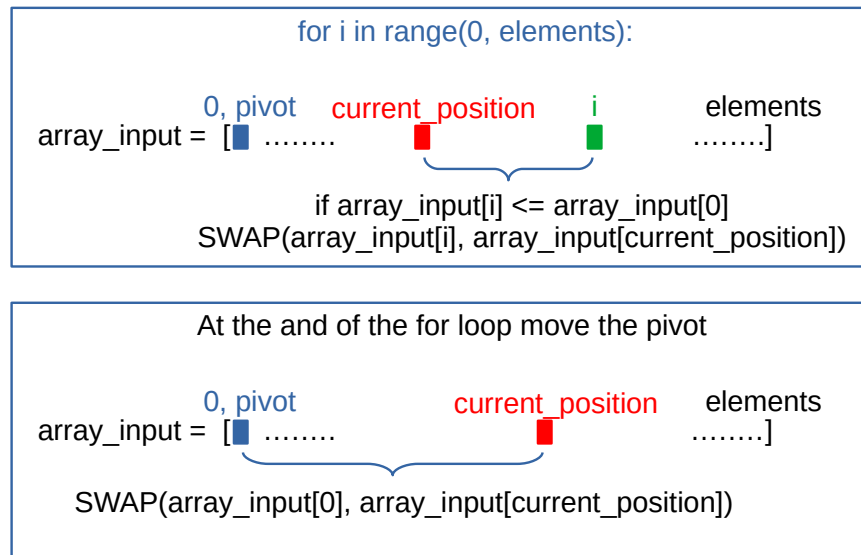 for i in range(0, elements):
0, pivot current_position i elements
array_input = [ ........ ........]
if array_input[i] <= array_input[0]
SWAP(array_input[i], array_input[current_position])
At the and of the for loop move the pivot
0, pivot current_position elements
array_input = [ ........ ........]
SWAP(array_input[0], array_input[current_position])